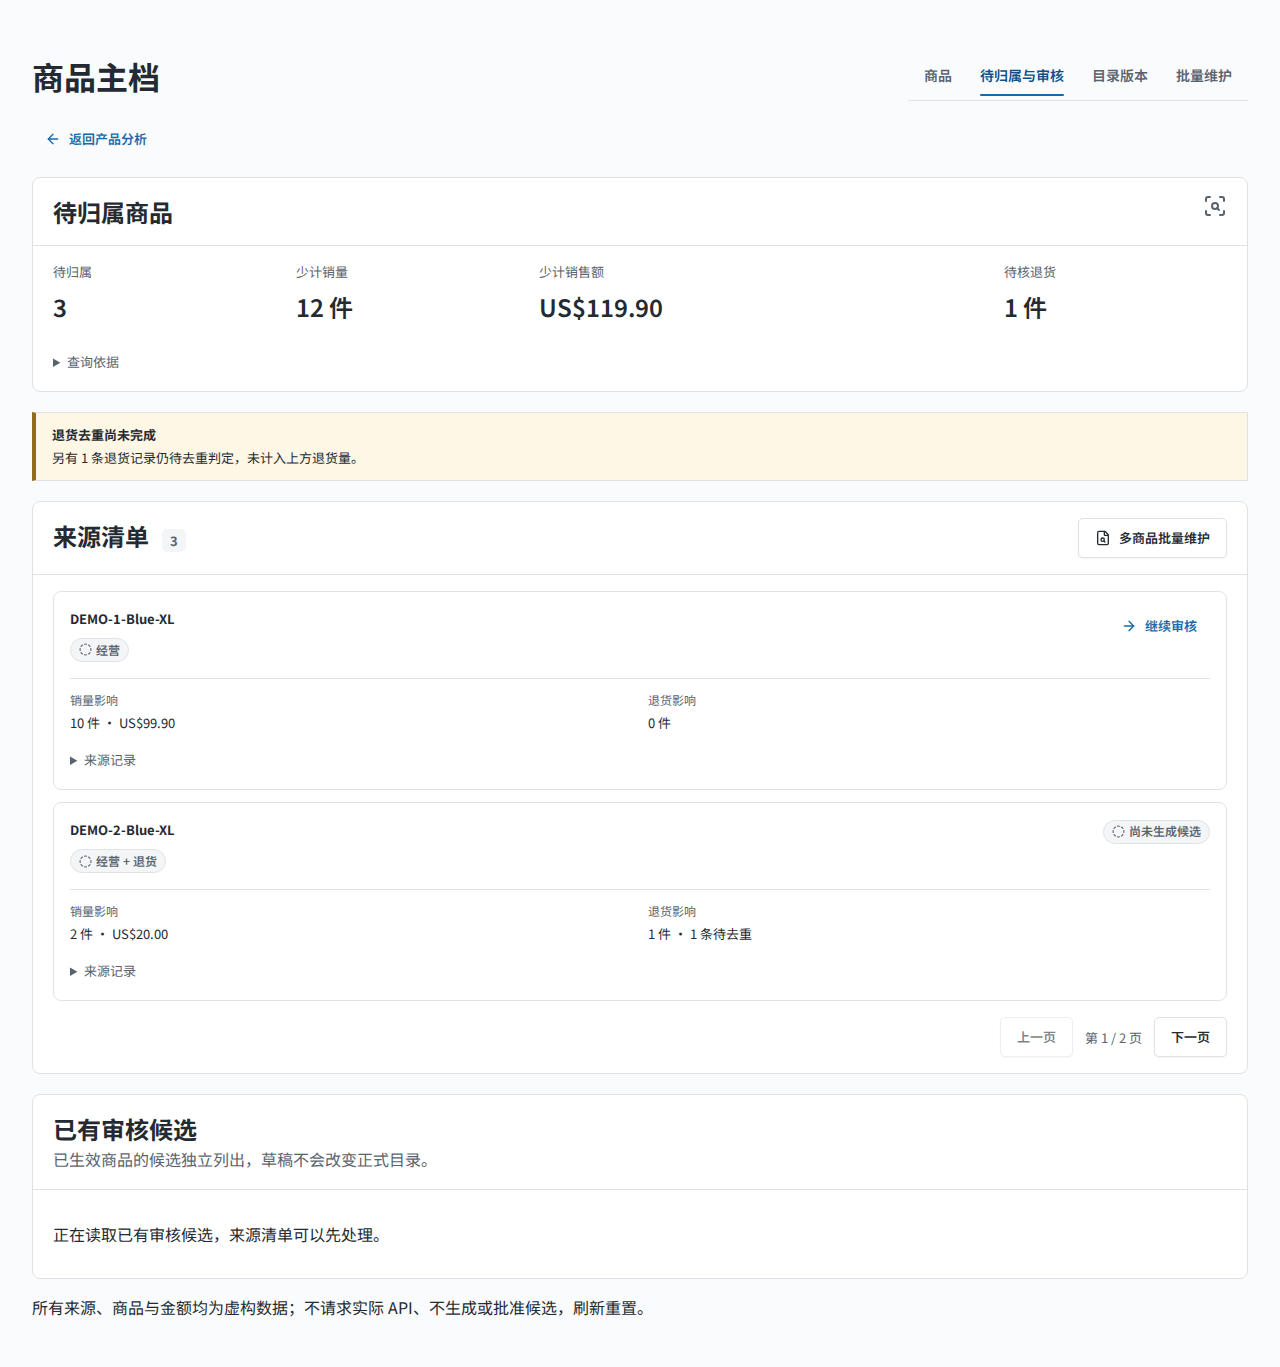 商品主档
商品
待归属与审核
目录版本
批量维护
返回产品分析
待归属商品
待归属
少计销量
少计销售额
待核退货
3
12 件
US$119.90
1 件
查询依据
退货去重尚未完成
另有 1 条退货记录仍待去重判定，未计入上方退货量。
来源清单 3
多商品批量维护
DEMO-1-Blue-XL
继续审核
经营
销量影响
退货影响
10 件 • US$99.90
0 件
来源记录
DEMO-2-Blue-XL
尚未生成候选
经营 + 退货
销量影响
退货影响
2 件 • US$20.00
1 件 • 1 条待去重
来源记录
上一页
第 1 / 2 页
下一页
已有审核候选
已生效商品的候选独立列出，草稿不会改变正式目录。
正在读取已有审核候选，来源清单可以先处理。
所有来源、商品与金额均为虚构数据；不请求实际 API、不生成或批准候选，刷新重置。